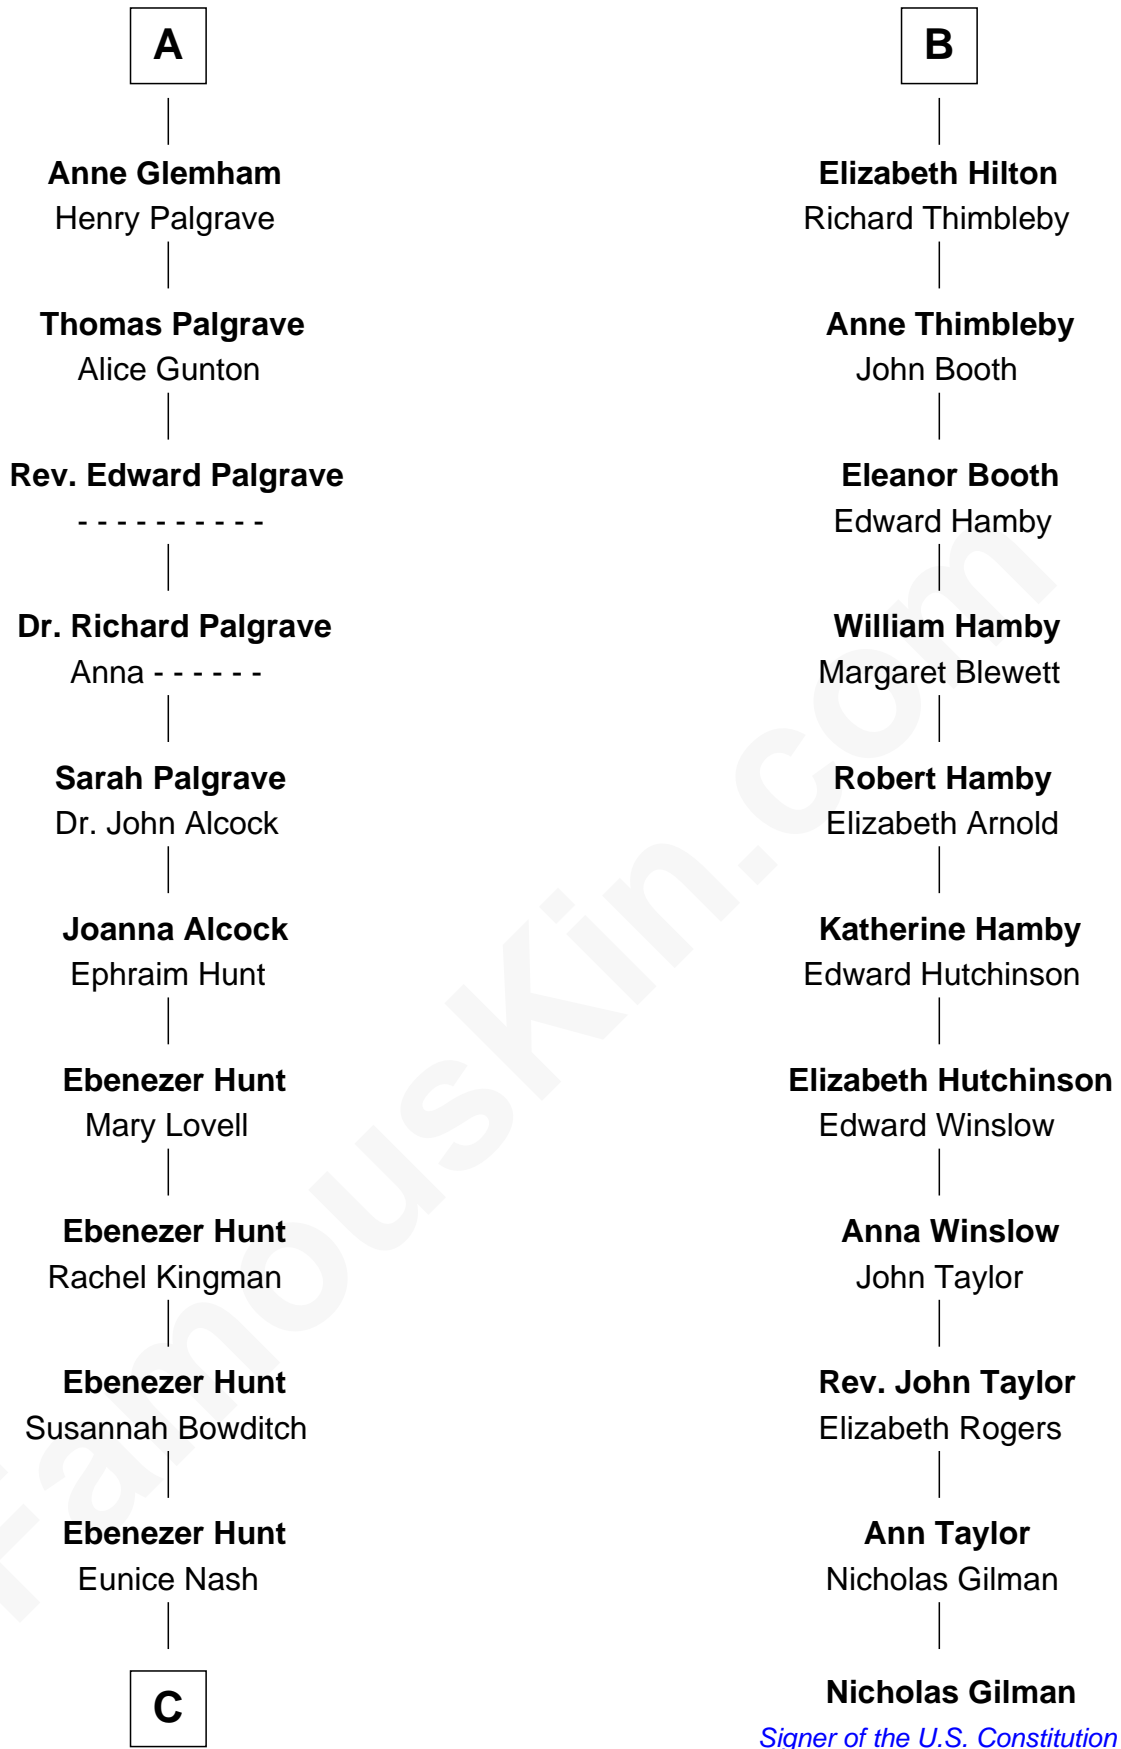 A
Anne Glemham
Henry Palgrave
Thomas Palgrave
Alice Gunton
Rev. Edward Palgrave
- - - - - - - - - -
Dr. Richard Palgrave
Anna - - - - - -
Sarah Palgrave
Dr. John Alcock
Joanna Alcock
Ephraim Hunt
Ebenezer Hunt
Mary Lovell
Ebenezer Hunt
Rachel Kingman
Ebenezer Hunt
Susannah Bowditch
Ebenezer Hunt
Eunice Nash
C
B
Elizabeth Hilton
Richard Thimbleby
Anne Thimbleby
John Booth
Eleanor Booth
Edward Hamby
William Hamby
Margaret Blewett
Robert Hamby
Elizabeth Arnold
Katherine Hamby
Edward Hutchinson
Elizabeth Hutchinson
Edward Winslow
Anna Winslow
John Taylor
Rev. John Taylor
Elizabeth Rogers
Ann Taylor
Nicholas Gilman
Nicholas Gilman
Signer of the U.S. Constitution
FamousKin.com